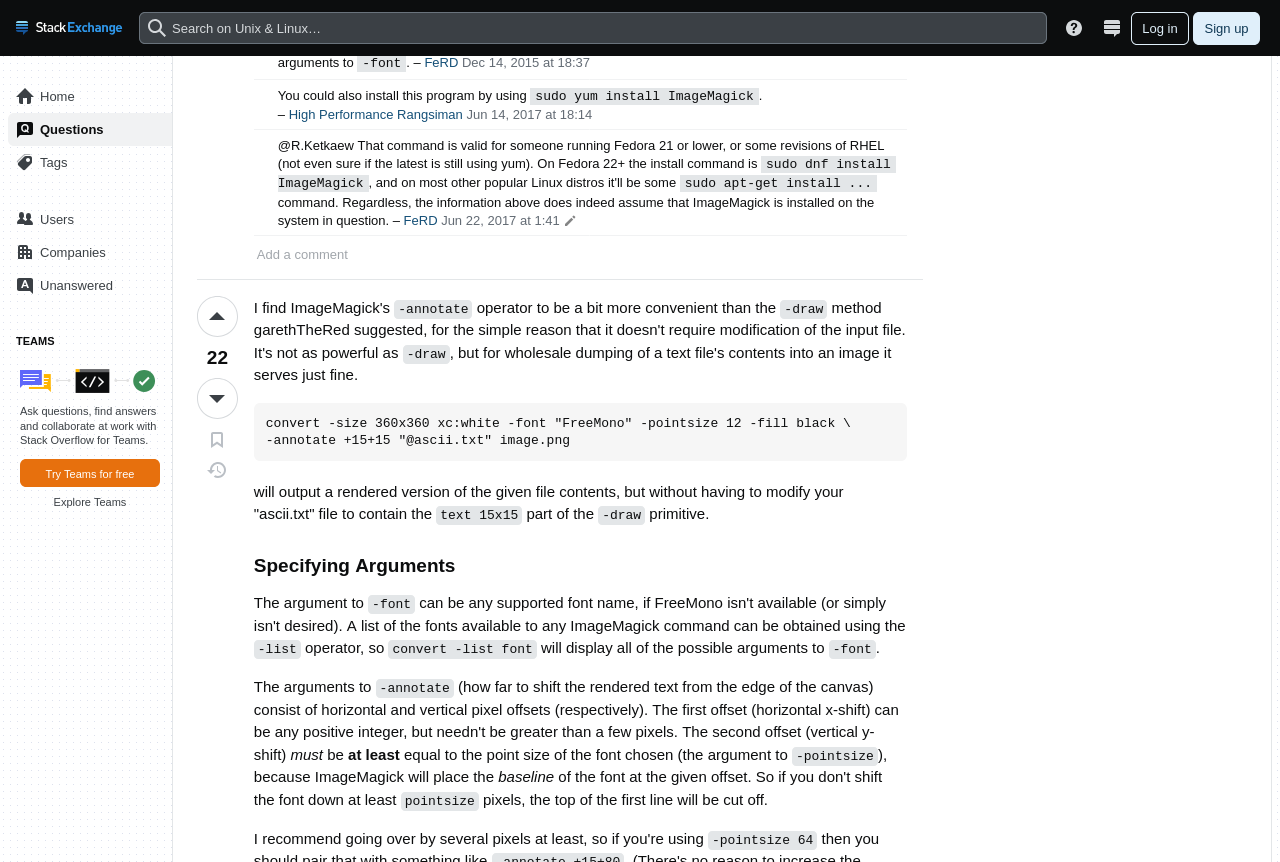 StackExchange
Search on Unix & Linux…
Log in
Sign up
Home
Questions
Tags
Users
Companies
Unanswered
TEAMS
Ask questions, find answers
and collaborate at work with
Stack Overflow for Teams.
Try Teams for free
Explore Teams
arguments to -font. – FeRD Dec 14, 2015 at 18:37
You could also install this program by using sudo yum install ImageMagick.
– High Performance Rangsiman Jun 14, 2017 at 18:14
@R.Ketkaew That command is valid for someone running Fedora 21 or lower, or some revisions of RHEL
(not even sure if the latest is still using yum). On Fedora 22+ the install command is sudo dnf install
ImageMagick, and on most other popular Linux distros it'll be some sudo apt-get install ...
command. Regardless, the information above does indeed assume that ImageMagick is installed on the
system in question. – FeRD Jun 22, 2017 at 1:41
Add a comment
22
I find ImageMagick's -annotate operator to be a bit more convenient than the -draw method
garethTheRed suggested, for the simple reason that it doesn't require modification of the input file.
It's not as powerful as -draw, but for wholesale dumping of a text file's contents into an image it
serves just fine.
convert -size 360x360 xc:white -font "FreeMono" -pointsize 12 -fill black \
-annotate +15+15 "@ascii.txt" image.png
will output a rendered version of the given file contents, but without having to modify your
"ascii.txt" file to contain the text 15x15 part of the -draw primitive.
Specifying Arguments
The argument to -font can be any supported font name, if FreeMono isn't available (or simply
isn't desired). A list of the fonts available to any ImageMagick command can be obtained using the
-list operator, so convert -list font will display all of the possible arguments to -font.
The arguments to -annotate (how far to shift the rendered text from the edge of the canvas)
consist of horizontal and vertical pixel offsets (respectively). The first offset (horizontal x-shift) can
be any positive integer, but needn't be greater than a few pixels. The second offset (vertical y-
shift) must be at least equal to the point size of the font chosen (the argument to -pointsize),
because ImageMagick will place the baseline of the font at the given offset. So if you don't shift
the font down at least pointsize pixels, the top of the first line will be cut off.
I recommend going over by several pixels at least, so if you're using -pointsize 64 then you
should pair that with something like -annotate +15+80. (There's no reason to increase the